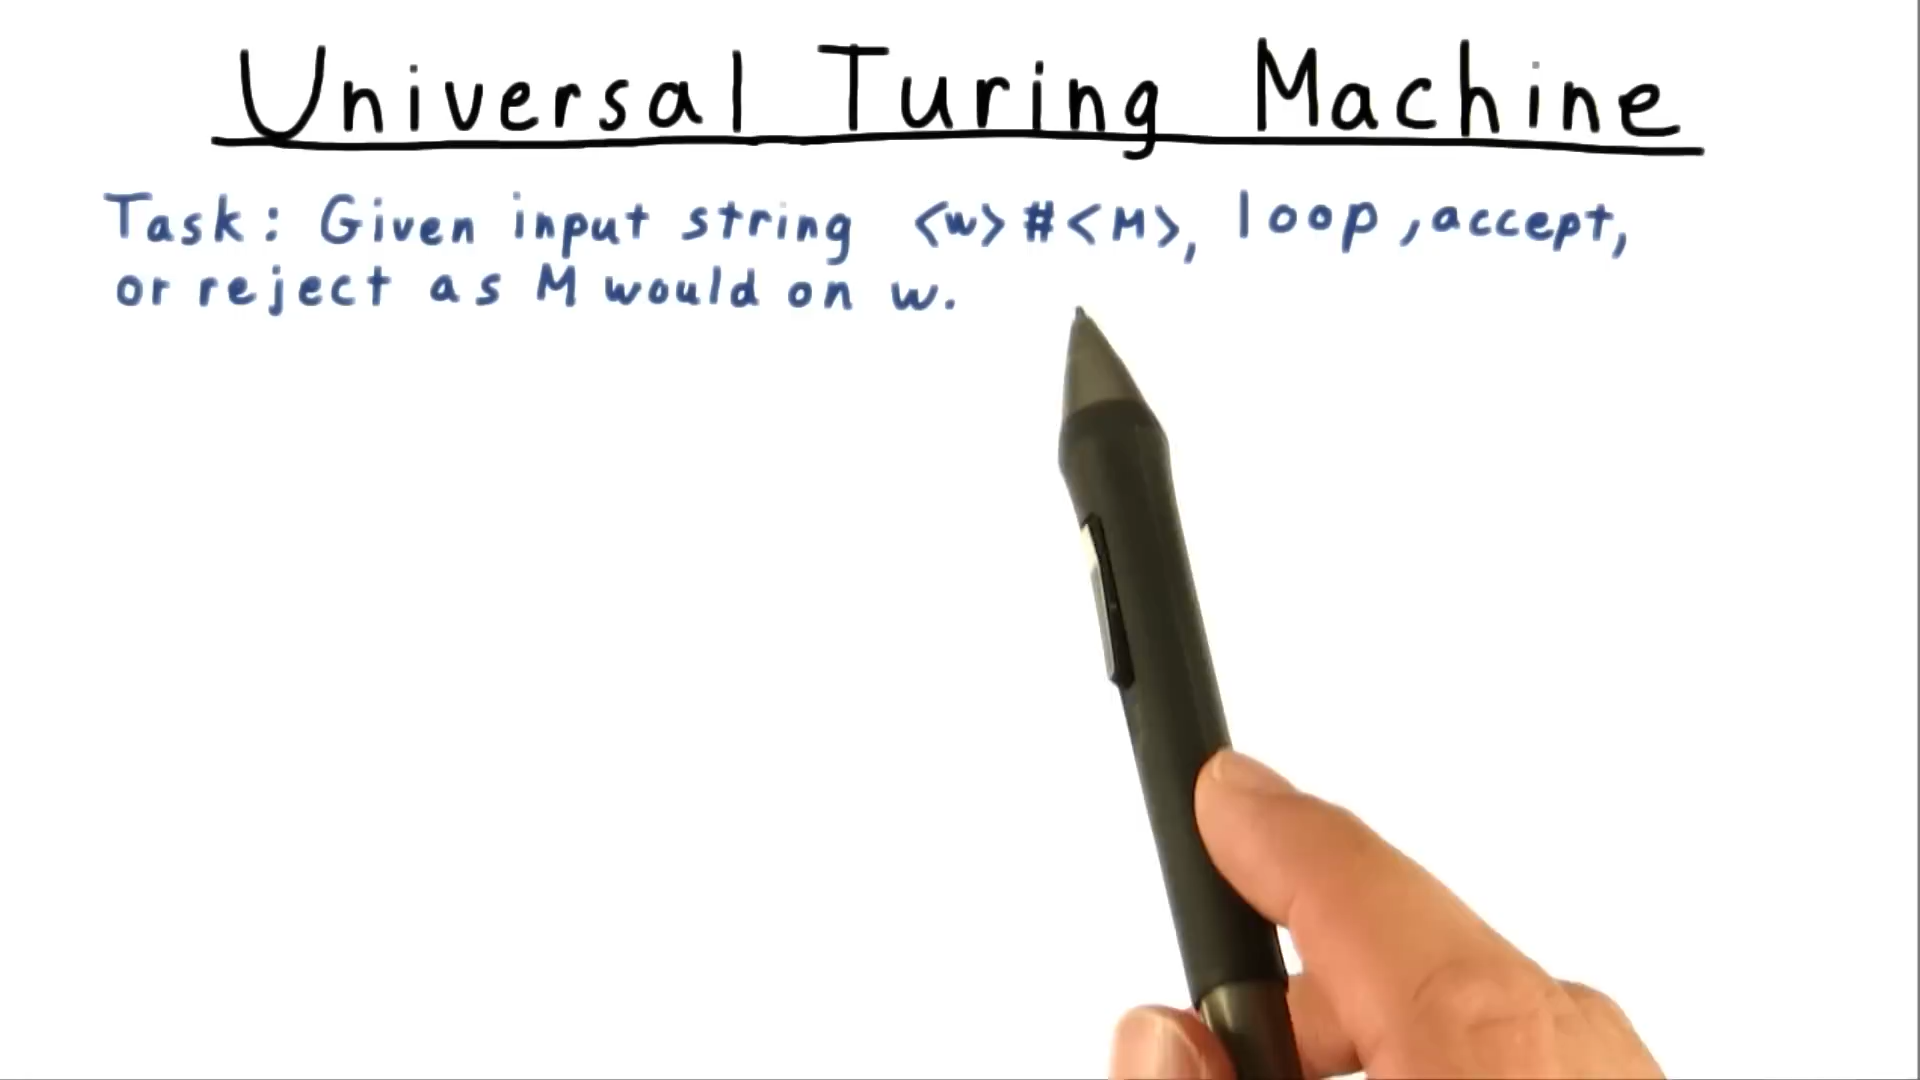 Universal Turing Machine
Task: Given input string <w>#<M>, loop, accept,
or reject as M would on w.